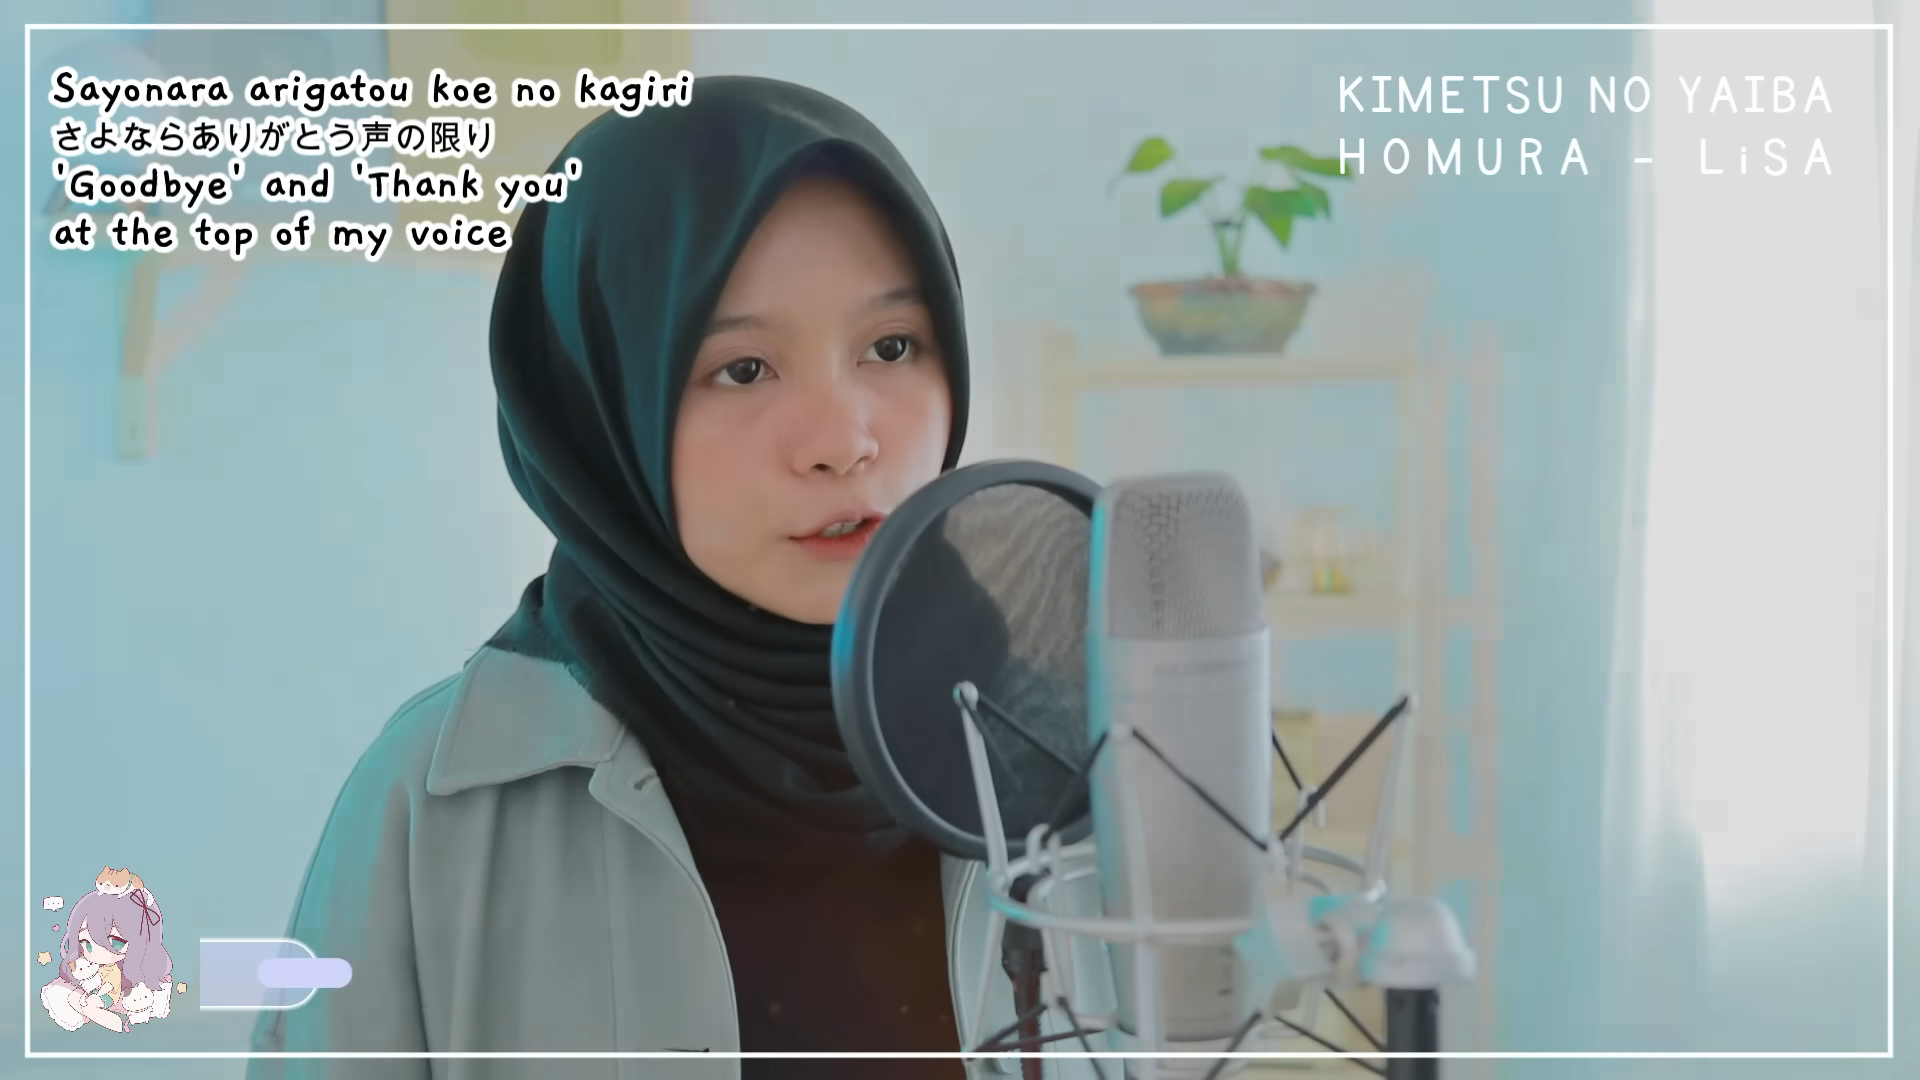 Sayonara arigatou koe no kagiri
さよならありがとう声の限り
'Goodbye' and 'Thank you'
at the top of my voice
KIMETSU NO YAIBA
HOMURA - LiSA